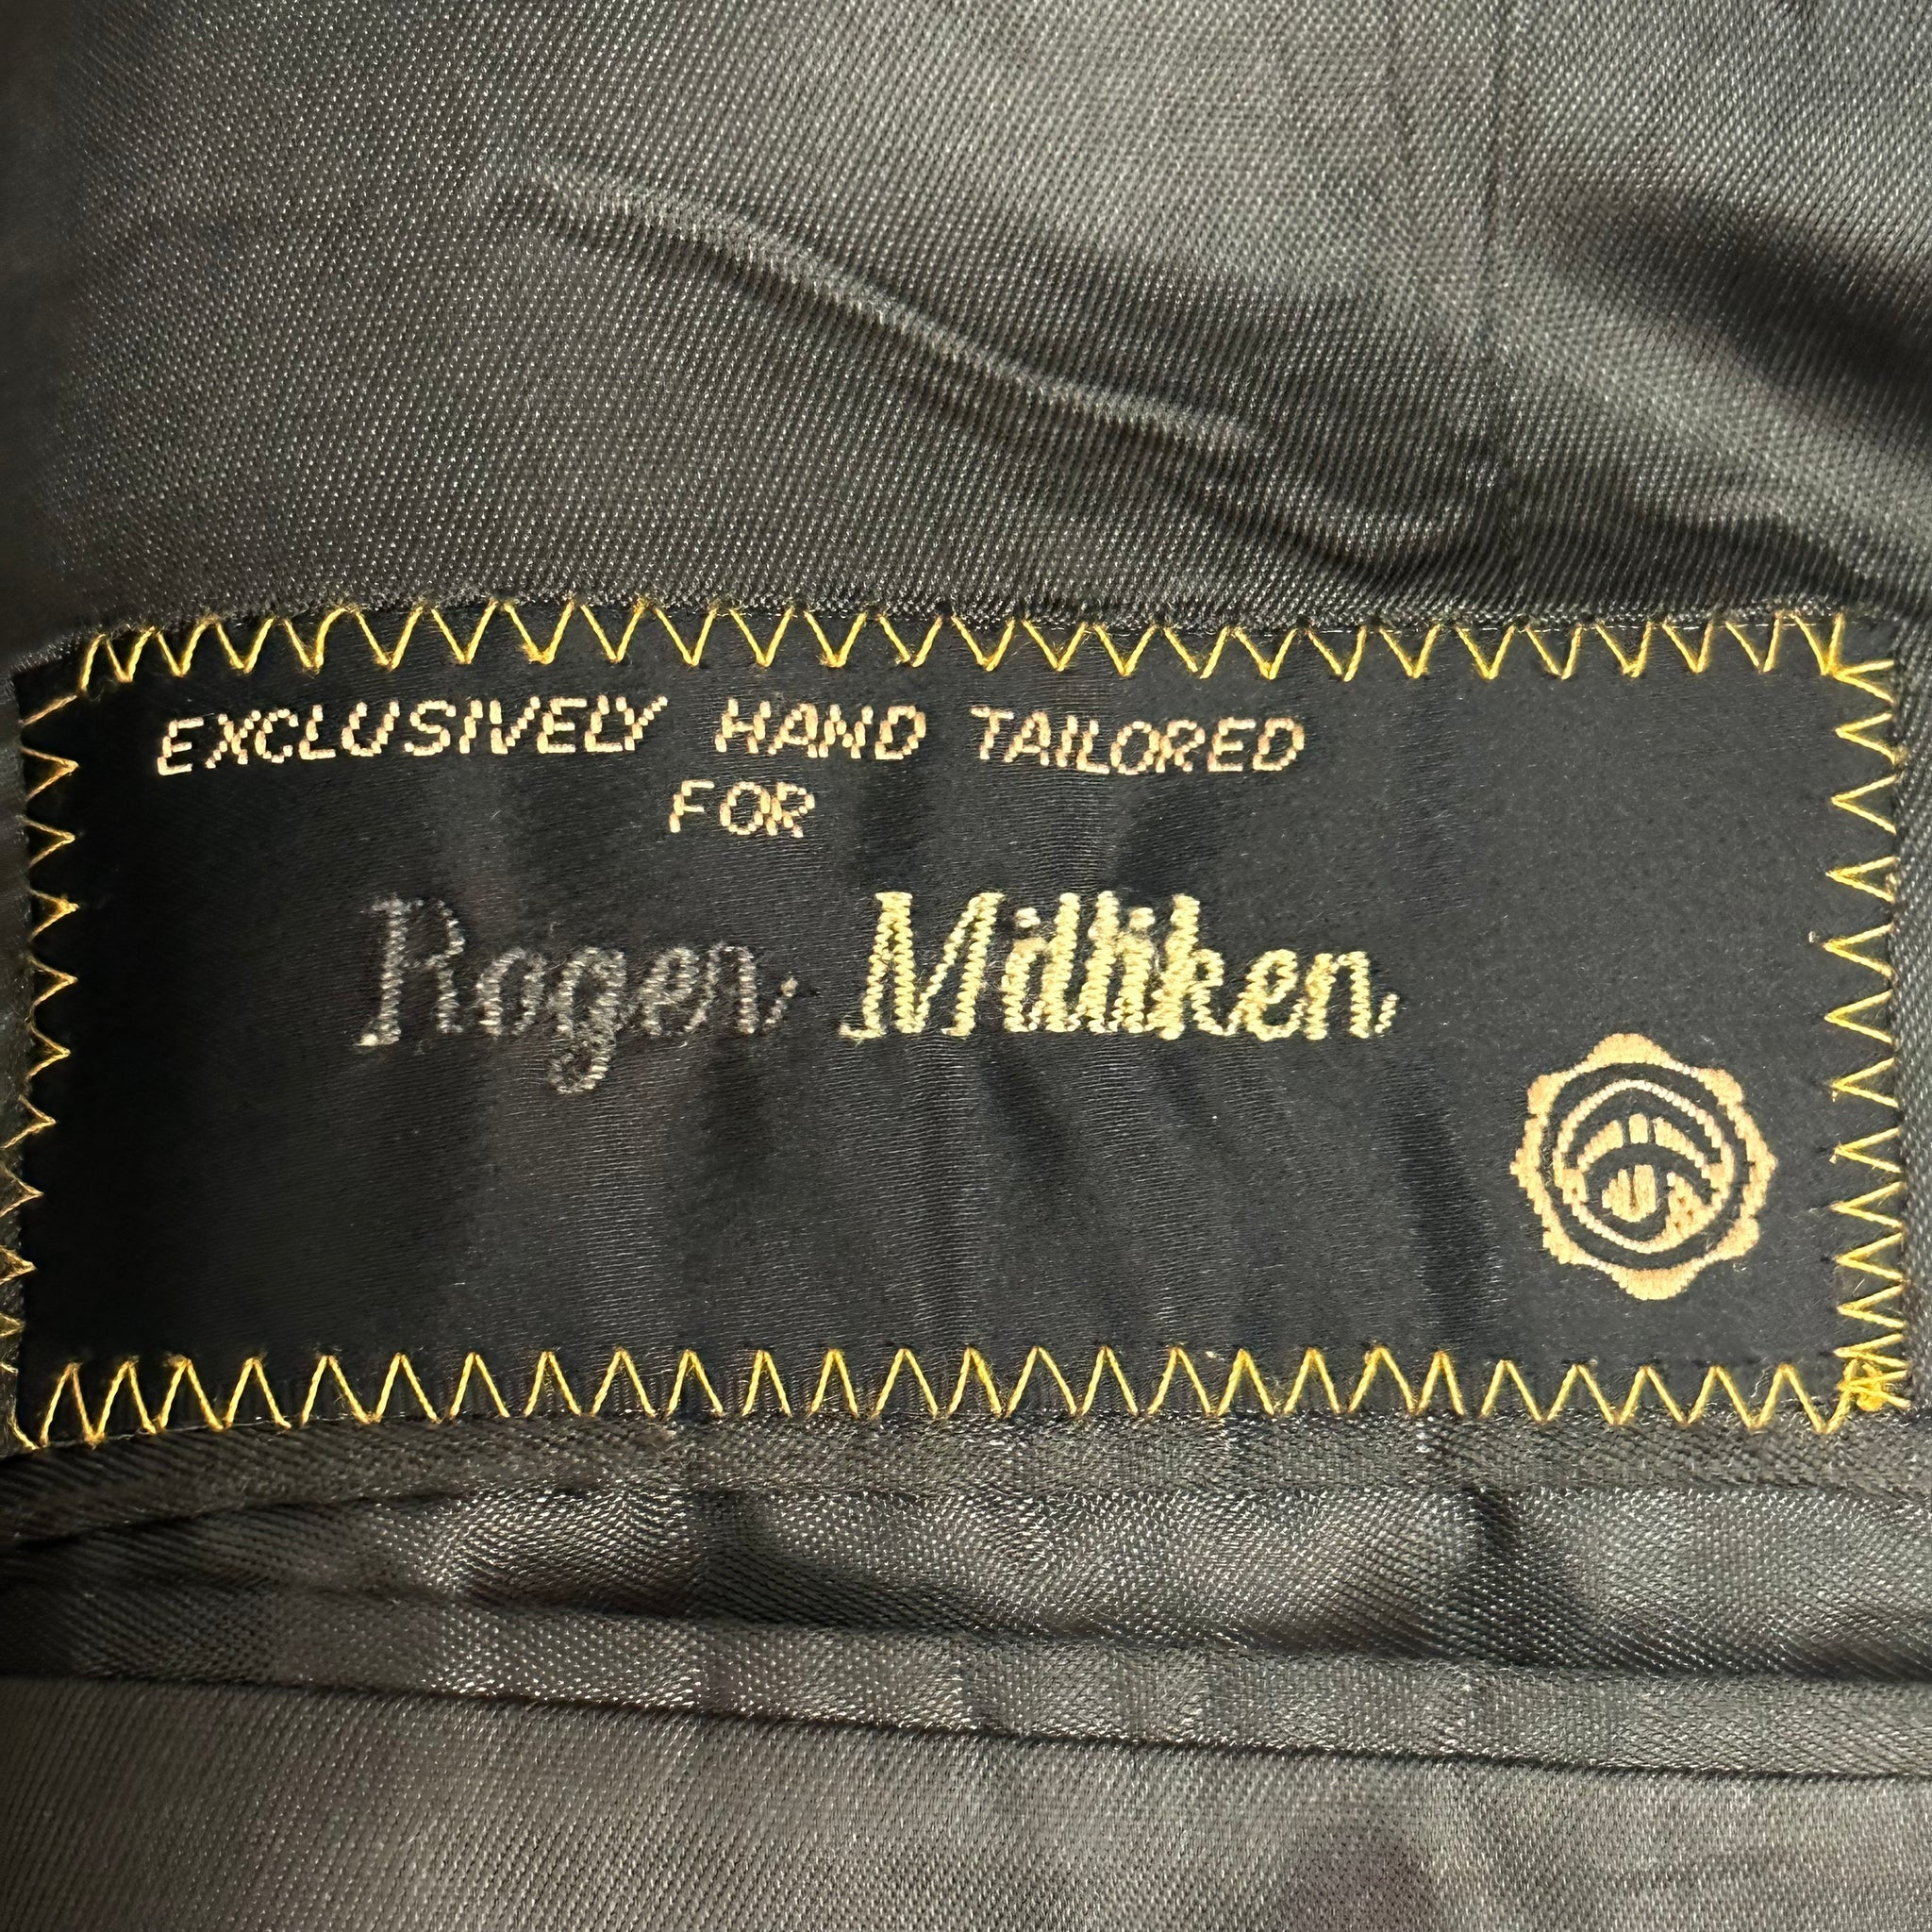 EXCLUSIVELY HAND TAILORED
FOR
Roger Milliken